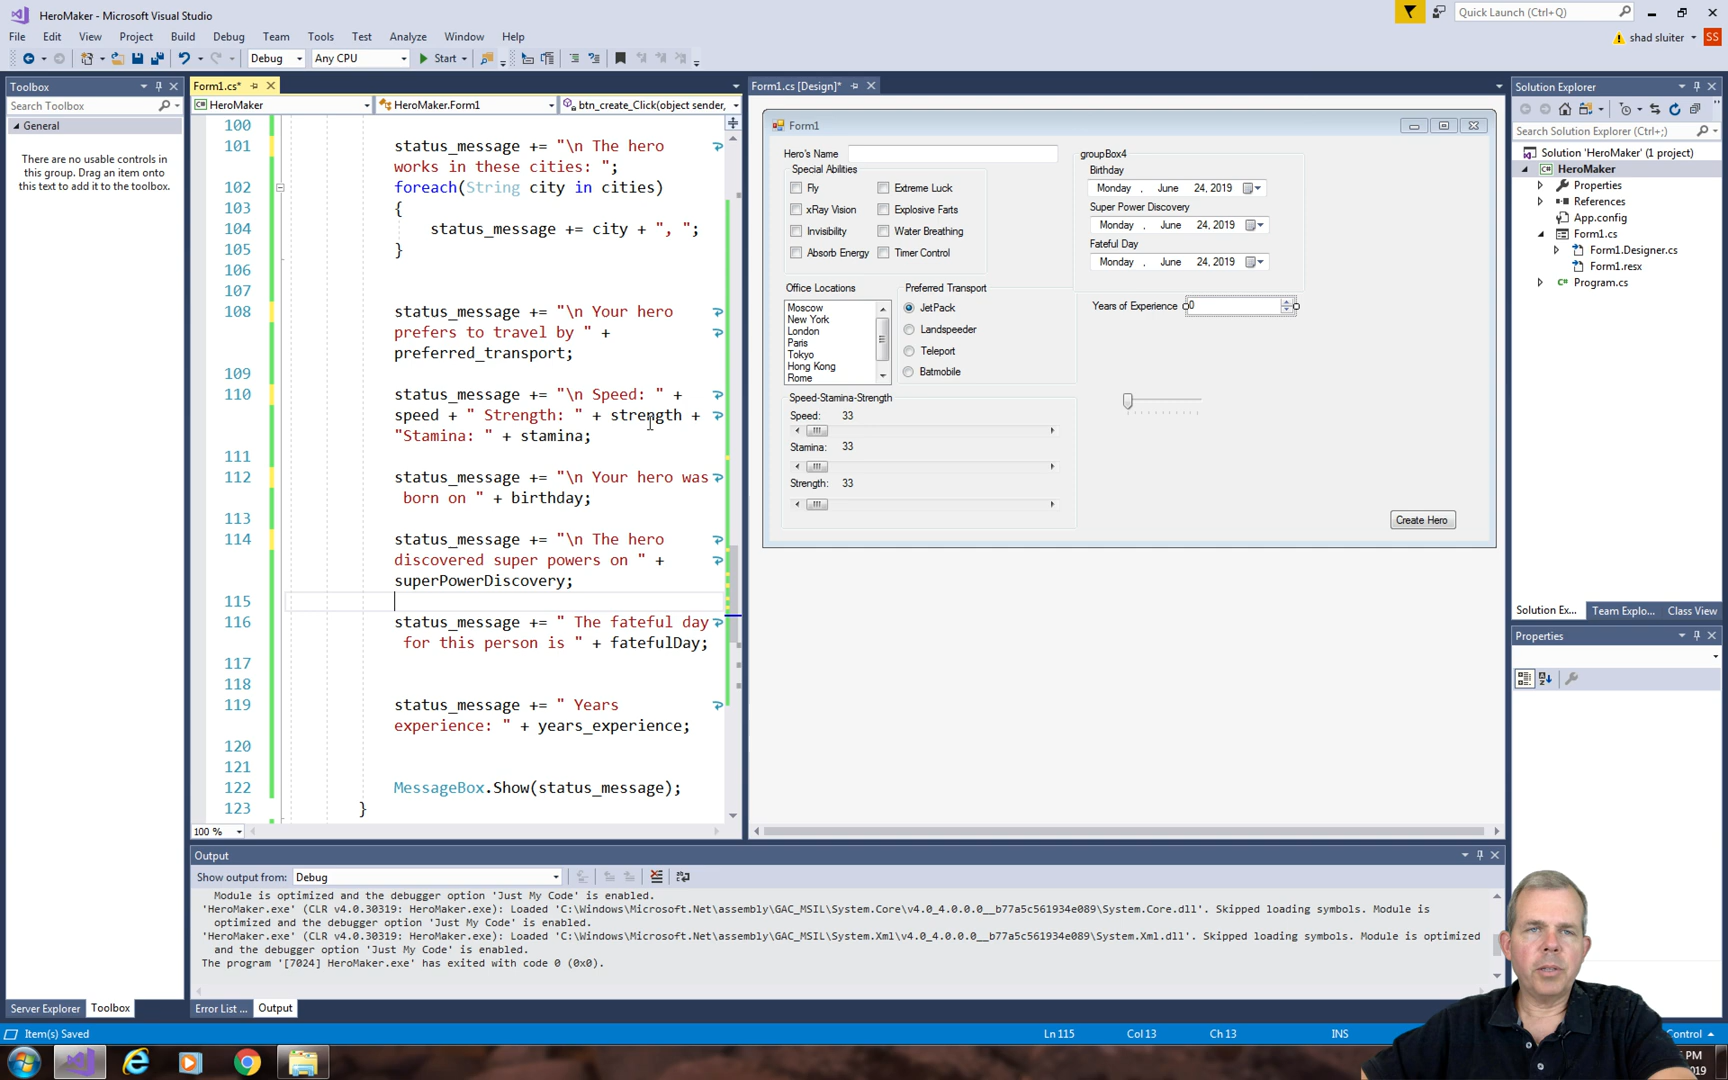 HeroMaker - Microsoft Visual Studio
Quick Launch (Ctrl+Q)
File Edit View Project Build Debug Team Tools Test Analyze Window Help
shad sluiter SS
Debug Any CPU Start
Toolbox
Search Toolbox
General
There are no usable controls in
this group. Drag an item onto
this text to add it to the toolbox.
Form1.cs*
HeroMaker HeroMaker.Form1 btn_create_Click(object sender,
100
101 status_message += "\n The hero
works in these cities: ";
102 foreach(String city in cities)
103 {
104 status_message += city + ", ";
105 }
106
107
108 status_message += "\n Your hero
prefers to travel by " +
preferred_transport;
109
110 status_message += "\n Speed: " +
speed + " Strength: " + strength +
"Stamina: " + stamina;
111
112 status_message += "\n Your hero was
born on " + birthday;
113
114 status_message += "\n The hero
discovered super powers on " +
superPowerDiscovery;
115
116 status_message += " The fateful day
for this person is " + fatefulDay;
117
118
119 status_message += " Years
experience: " + years_experience;
120
121
122 MessageBox.Show(status_message);
123 }
100 %
Form1.cs [Design]*
Form1
Hero's Name
Special Abilities
Fly Extreme Luck
xRay Vision Explosive Farts
Invisibility Water Breathing
Absorb Energy Timer Control
groupBox4
Birthday
Monday , June 24, 2019
Super Power Discovery
Monday , June 24, 2019
Fateful Day
Monday , June 24, 2019
Office Locations
Moscow
New York
London
Paris
Tokyo
Hong Kong
Rome
Preferred Transport
JetPack
Landspeeder
Teleport
Batmobile
Years of Experience 0
Speed-Stamina-Strength
Speed: 33
Stamina: 33
Strength: 33
Create Hero
Solution Explorer
Search Solution Explorer (Ctrl+;)
Solution 'HeroMaker' (1 project)
HeroMaker
Properties
References
App.config
Form1.cs
Form1.Designer.cs
Form1.resx
Program.cs
Solution Ex... Team Explo... Class View
Properties
Output
Show output from: Debug
Module is optimized and the debugger option 'Just My Code' is enabled.
'HeroMaker.exe' (CLR v4.0.30319: HeroMaker.exe): Loaded 'C:\Windows\Microsoft.Net\assembly\GAC_MSIL\System.Core\v4.0_4.0.0.0__b77a5c561934e089\System.Core.dll'. Skipped loading symbols. Module is
optimized and the debugger option 'Just My Code' is enabled.
'HeroMaker.exe' (CLR v4.0.30319: HeroMaker.exe): Loaded 'C:\Windows\Microsoft.Net\assembly\GAC_MSIL\System.Xml\v4.0_4.0.0.0__b77a5c561934e089\System.Xml.dll'. Skipped loading symbols. Module is optimized
and the debugger option 'Just My Code' is enabled.
The program '[7024] HeroMaker.exe' has exited with code 0 (0x0).
Server Explorer Toolbox
Error List ... Output
Item(s) Saved Ln 115 Col 13 Ch 13 INS Control
PM